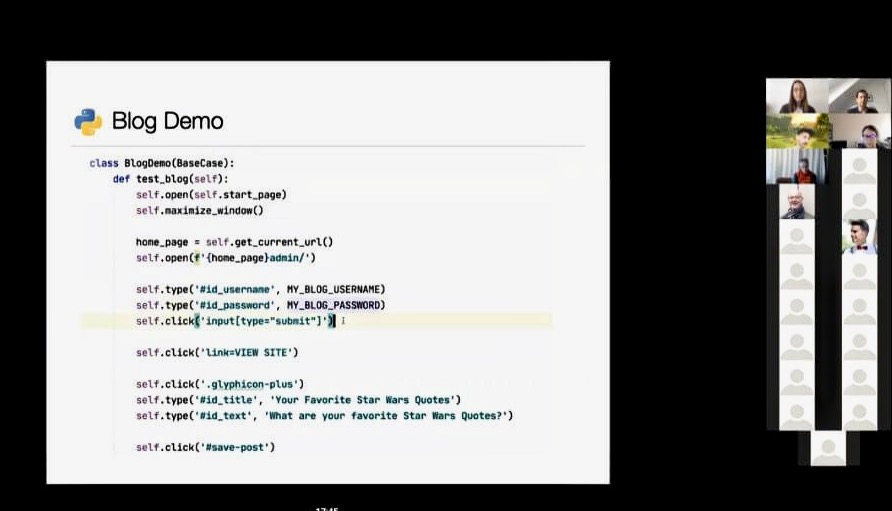 Blog Demo
class BlogDemo(BaseCase):
def test_blog(self):
self.open(self.start_page)
self.maximize_window()
home_page = self.get_current_url()
self.open(f'{home_page}admin/')
self.type('#id_username', MY_BLOG_USERNAME)
self.type('#id_password', MY_BLOG_PASSWORD)
self.click('input[type="submit"]')
self.click('link=VIEW SITE')
self.click('.glyphicon-plus')
self.type('#id_title', 'Your Favorite Star Wars Quotes')
self.type('#id_text', 'What are your favorite Star Wars Quotes?')
self.click('#save-post')